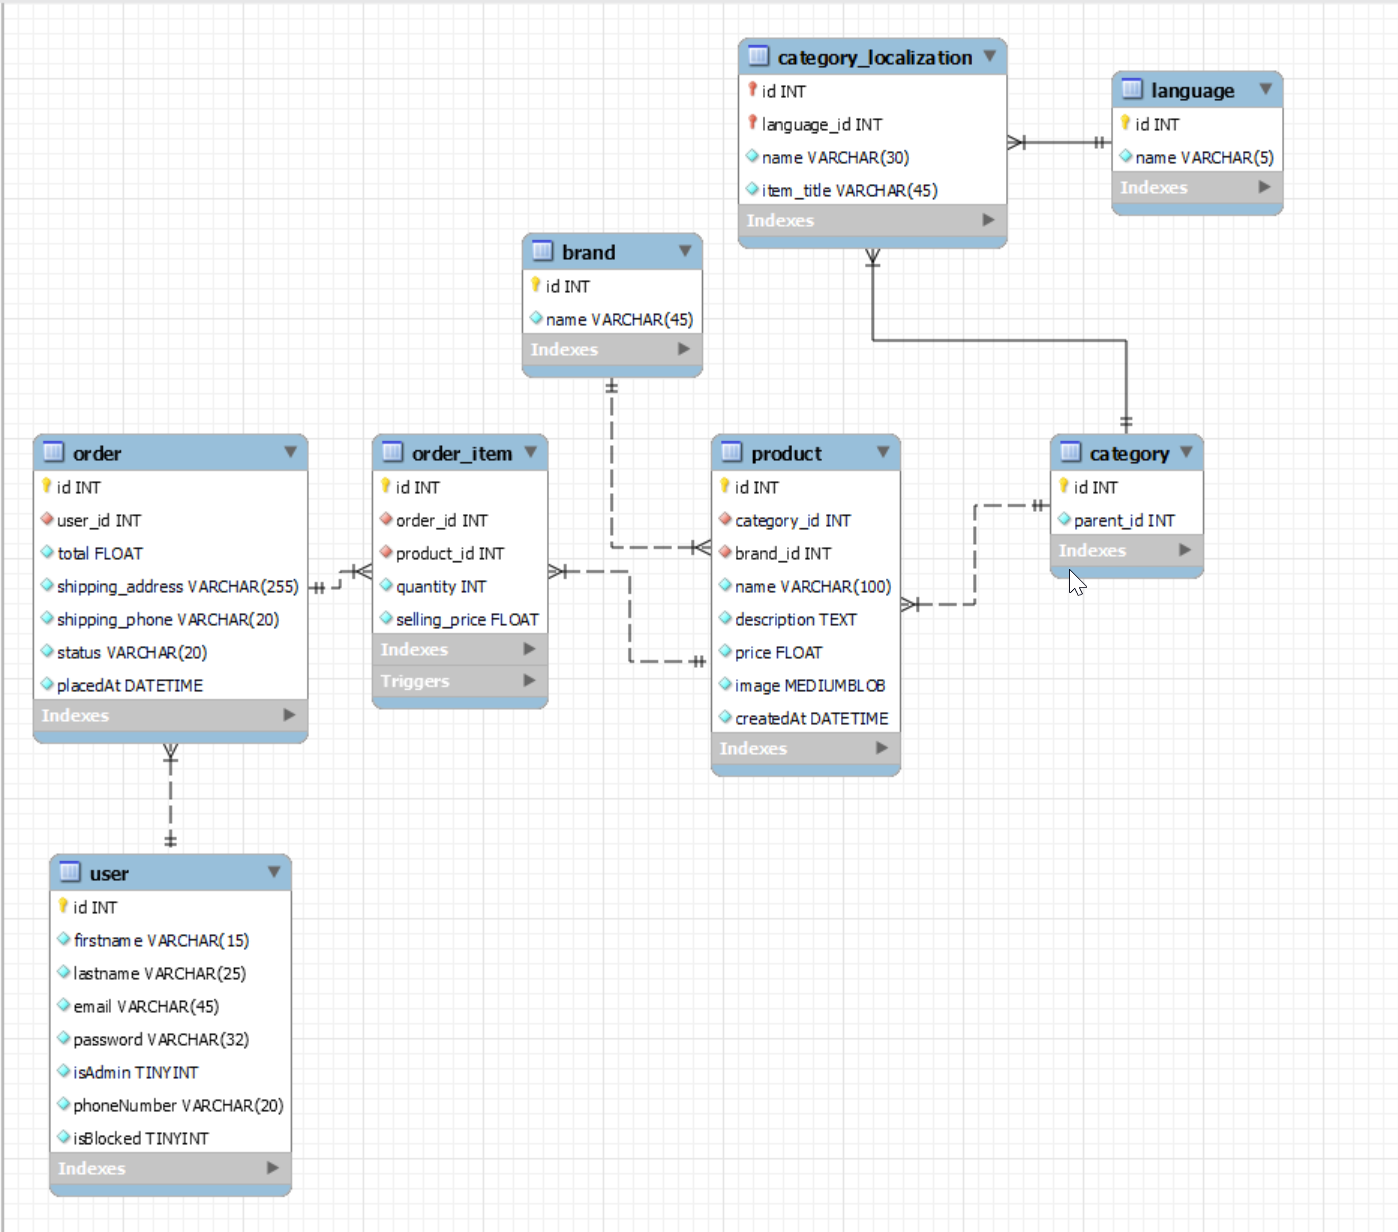 category_localization
id INT
language_id INT
name VARCHAR(30)
item_title VARCHAR(45)
Indexes
language
id INT
name VARCHAR(5)
Indexes
brand
id INT
name VARCHAR(45)
Indexes
order
id INT
user_id INT
total FLOAT
shipping_address VARCHAR(255)
shipping_phone VARCHAR(20)
status VARCHAR(20)
placedAt DATETIME
Indexes
order_item
id INT
order_id INT
product_id INT
quantity INT
selling_price FLOAT
Indexes
Triggers
product
id INT
category_id INT
brand_id INT
name VARCHAR(100)
description TEXT
price FLOAT
image MEDIUMBLOB
createdAt DATETIME
Indexes
category
id INT
parent_id INT
Indexes
user
id INT
firstname VARCHAR(15)
lastname VARCHAR(25)
email VARCHAR(45)
password VARCHAR(32)
isAdmin TINYINT
phoneNumber VARCHAR(20)
isBlocked TINYINT
Indexes